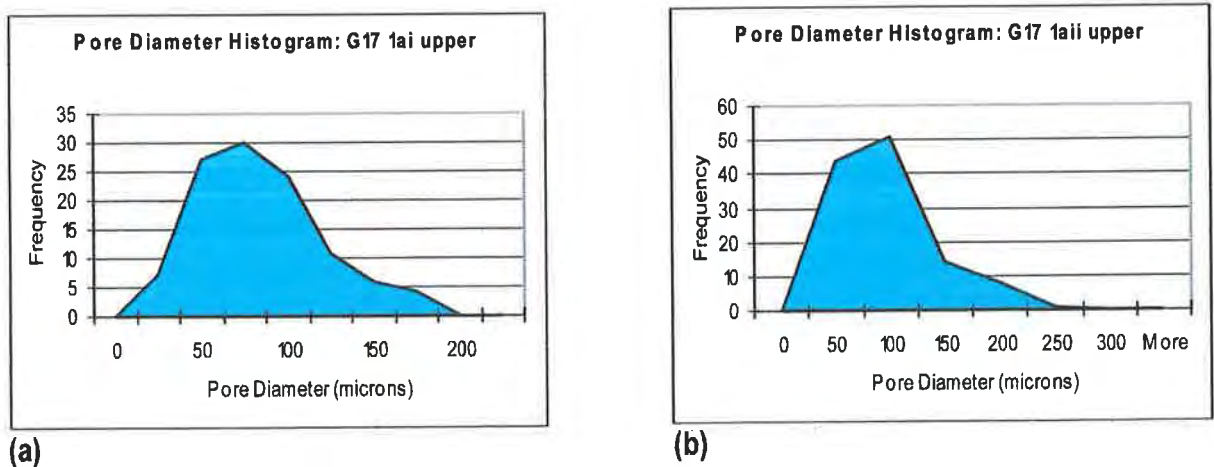 Pore Diameter Histogram: G17 1ai upper
Frequency
35
30
25
20
15
10
5
0
0 50 100 150 200
Pore Diameter (microns)
(a)
Pore Diameter Histogram: G17 1aii upper
Frequency
60
50
40
30
20
10
0
0 50 100 150 200 250 300 More
Pore Diameter (microns)
(b)